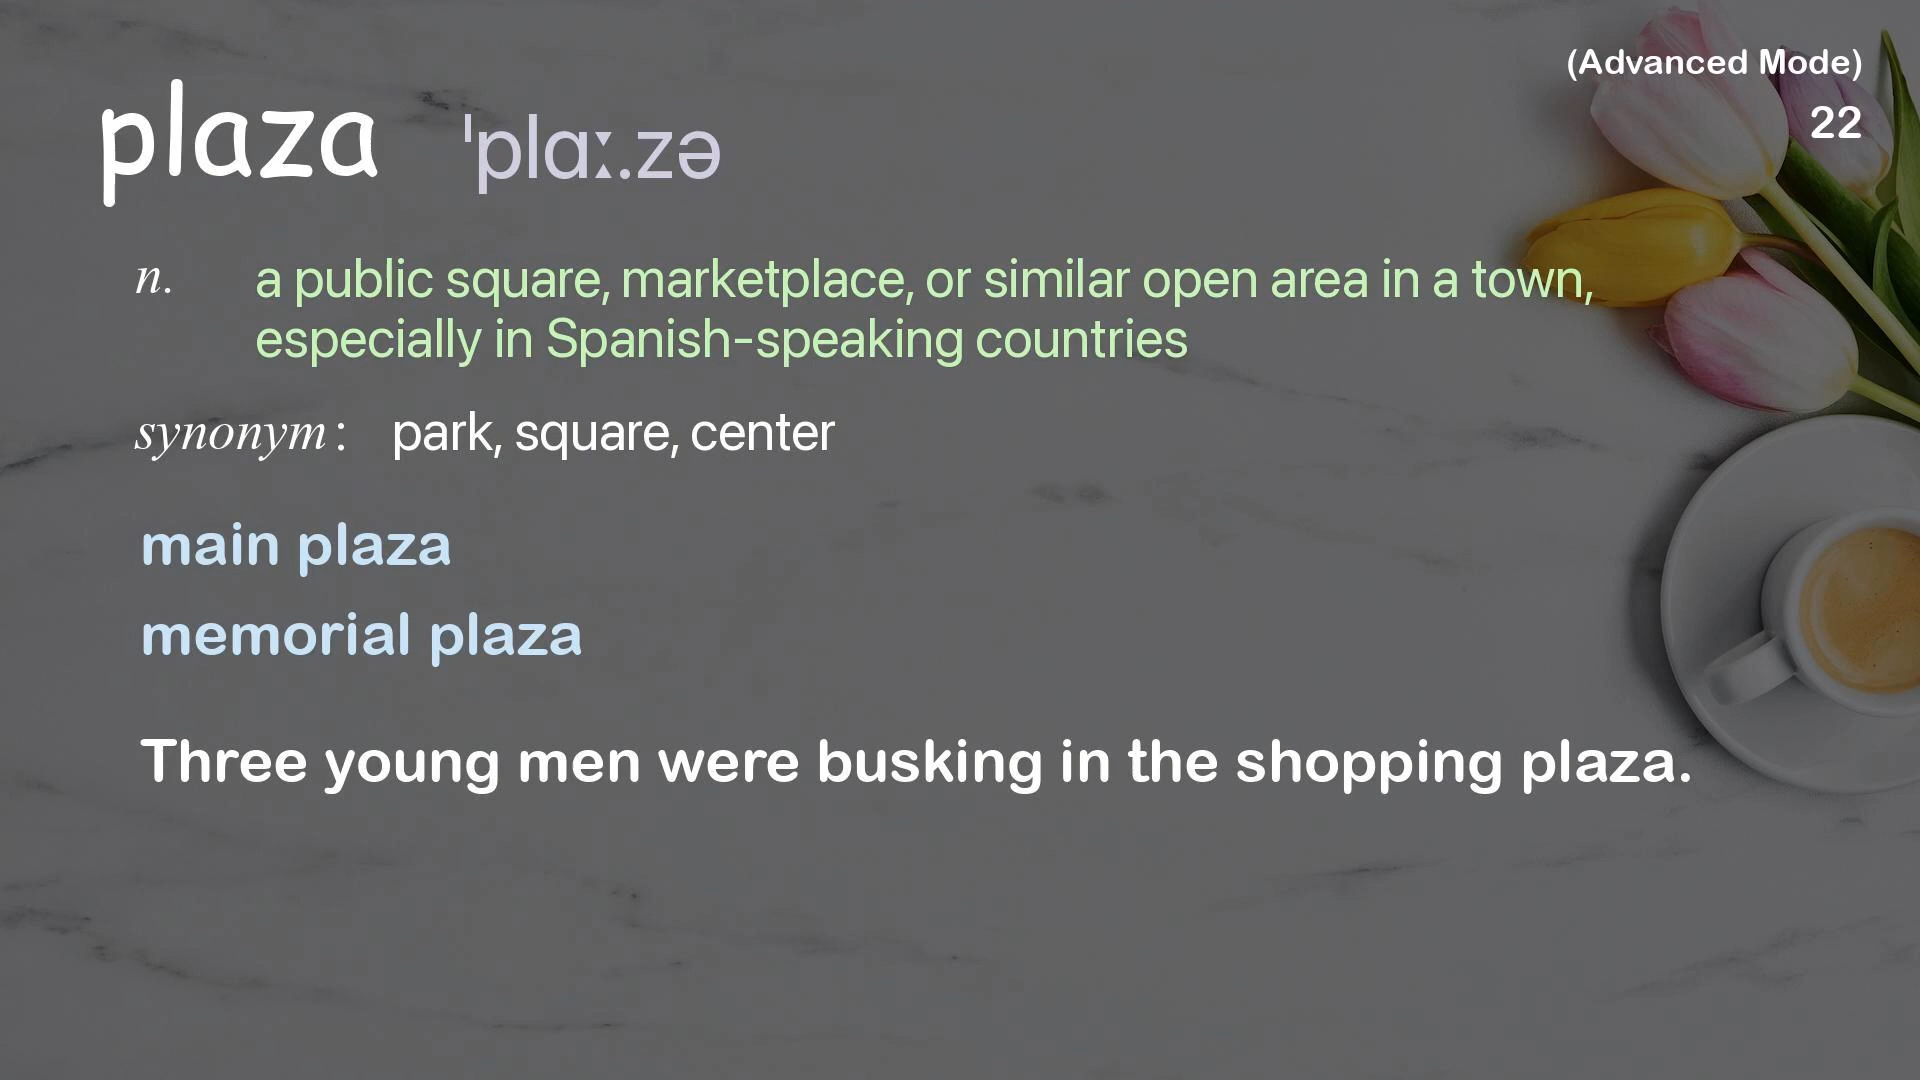 (Advanced Mode)
22
plaza ˈplɑː.zə
n. a public square, marketplace, or similar open area in a town,
especially in Spanish-speaking countries
synonym: park, square, center
main plaza
memorial plaza
Three young men were busking in the shopping plaza.